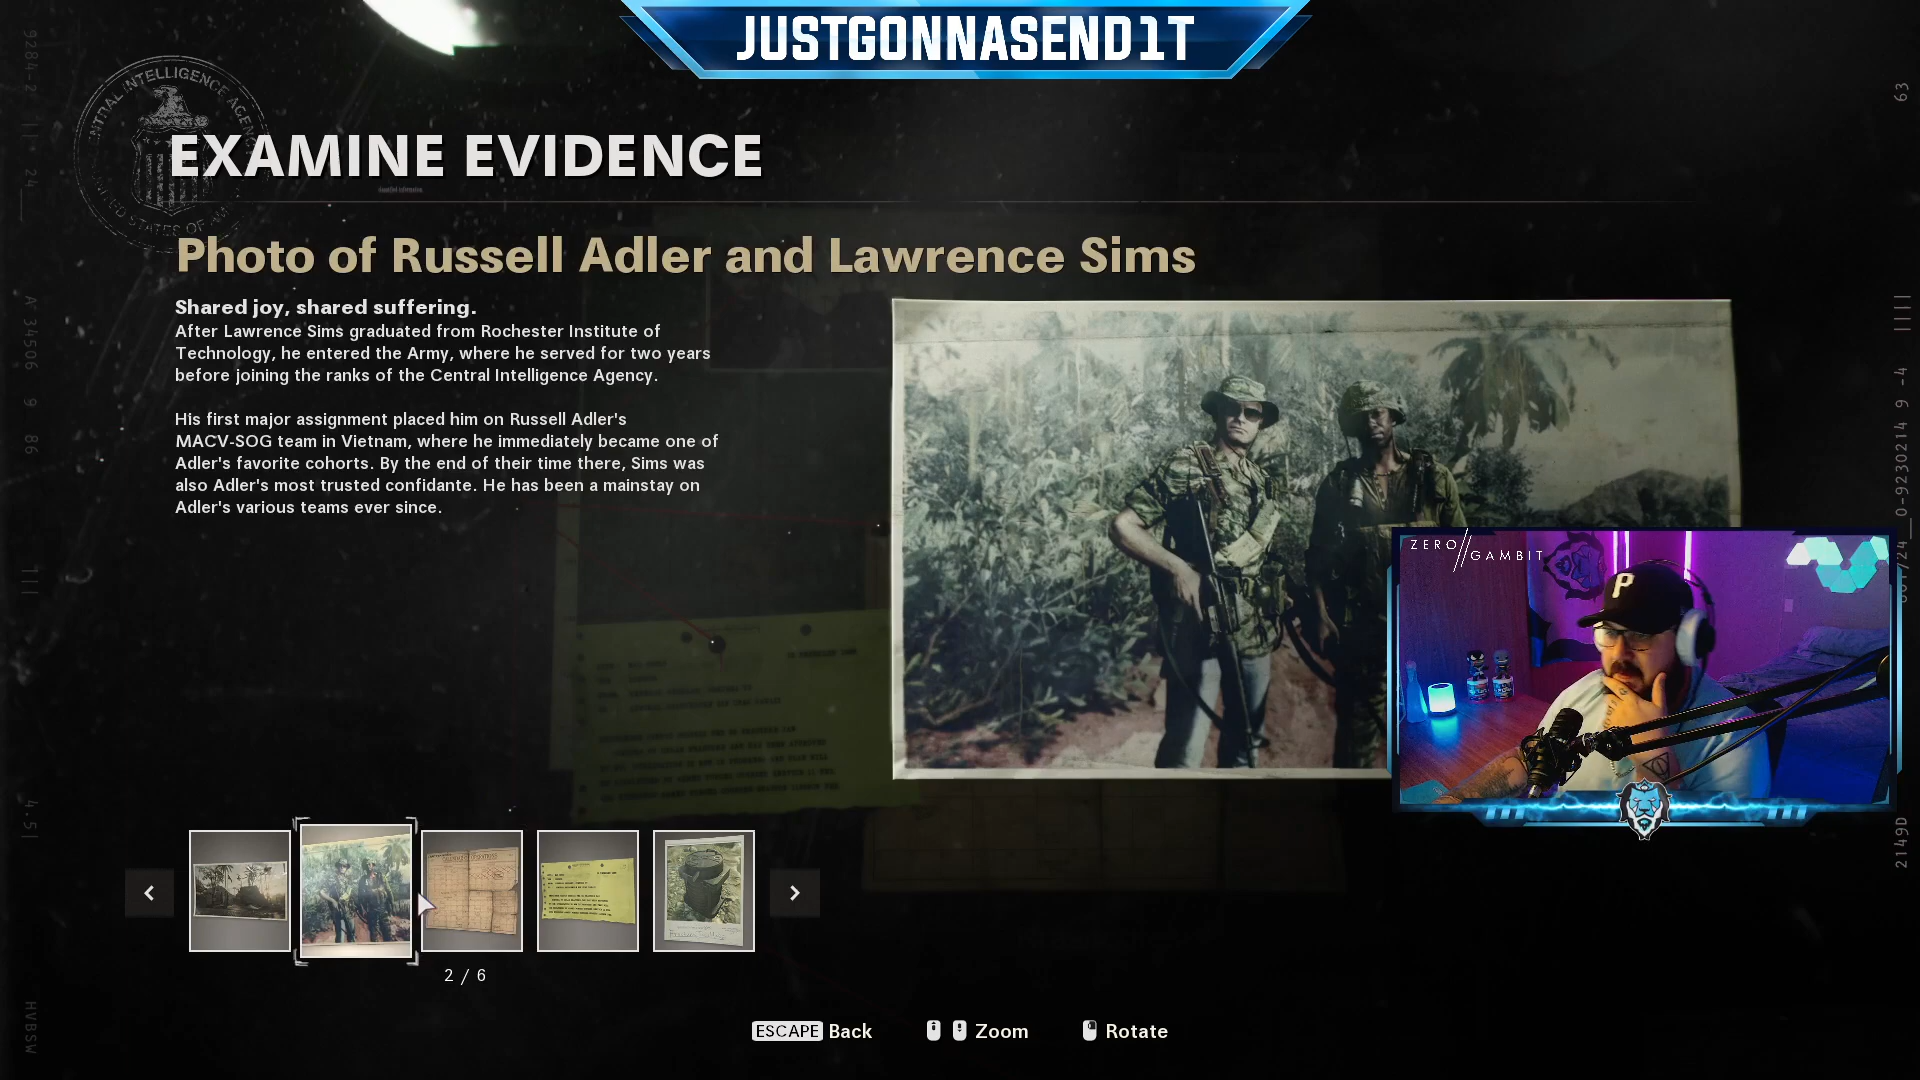 JUSTGONNASEND1T
EXAMINE EVIDENCE
Photo of Russell Adler and Lawrence Sims
Shared joy, shared suffering.
After Lawrence Sims graduated from Rochester Institute of
Technology, he entered the Army, where he served for two years
before joining the ranks of the Central Intelligence Agency.
His first major assignment placed him on Russell Adler's
MACV-SOG team in Vietnam, where he immediately became one of
Adler's favorite cohorts. By the end of their time there, Sims was
also Adler's most trusted confidante. He has been a mainstay on
Adler's various teams ever since.
ZERO//GAMBIT
P
2 / 6
ESCAPE Back Zoom Rotate
63
2149D
HVBSW